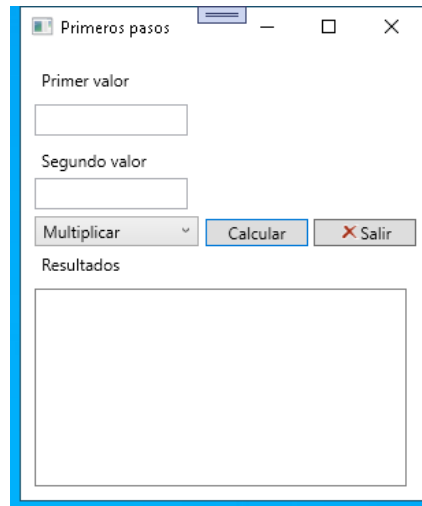 Primeros pasos
Primer valor
Segundo valor
Multiplicar Calcular Salir
Resultados